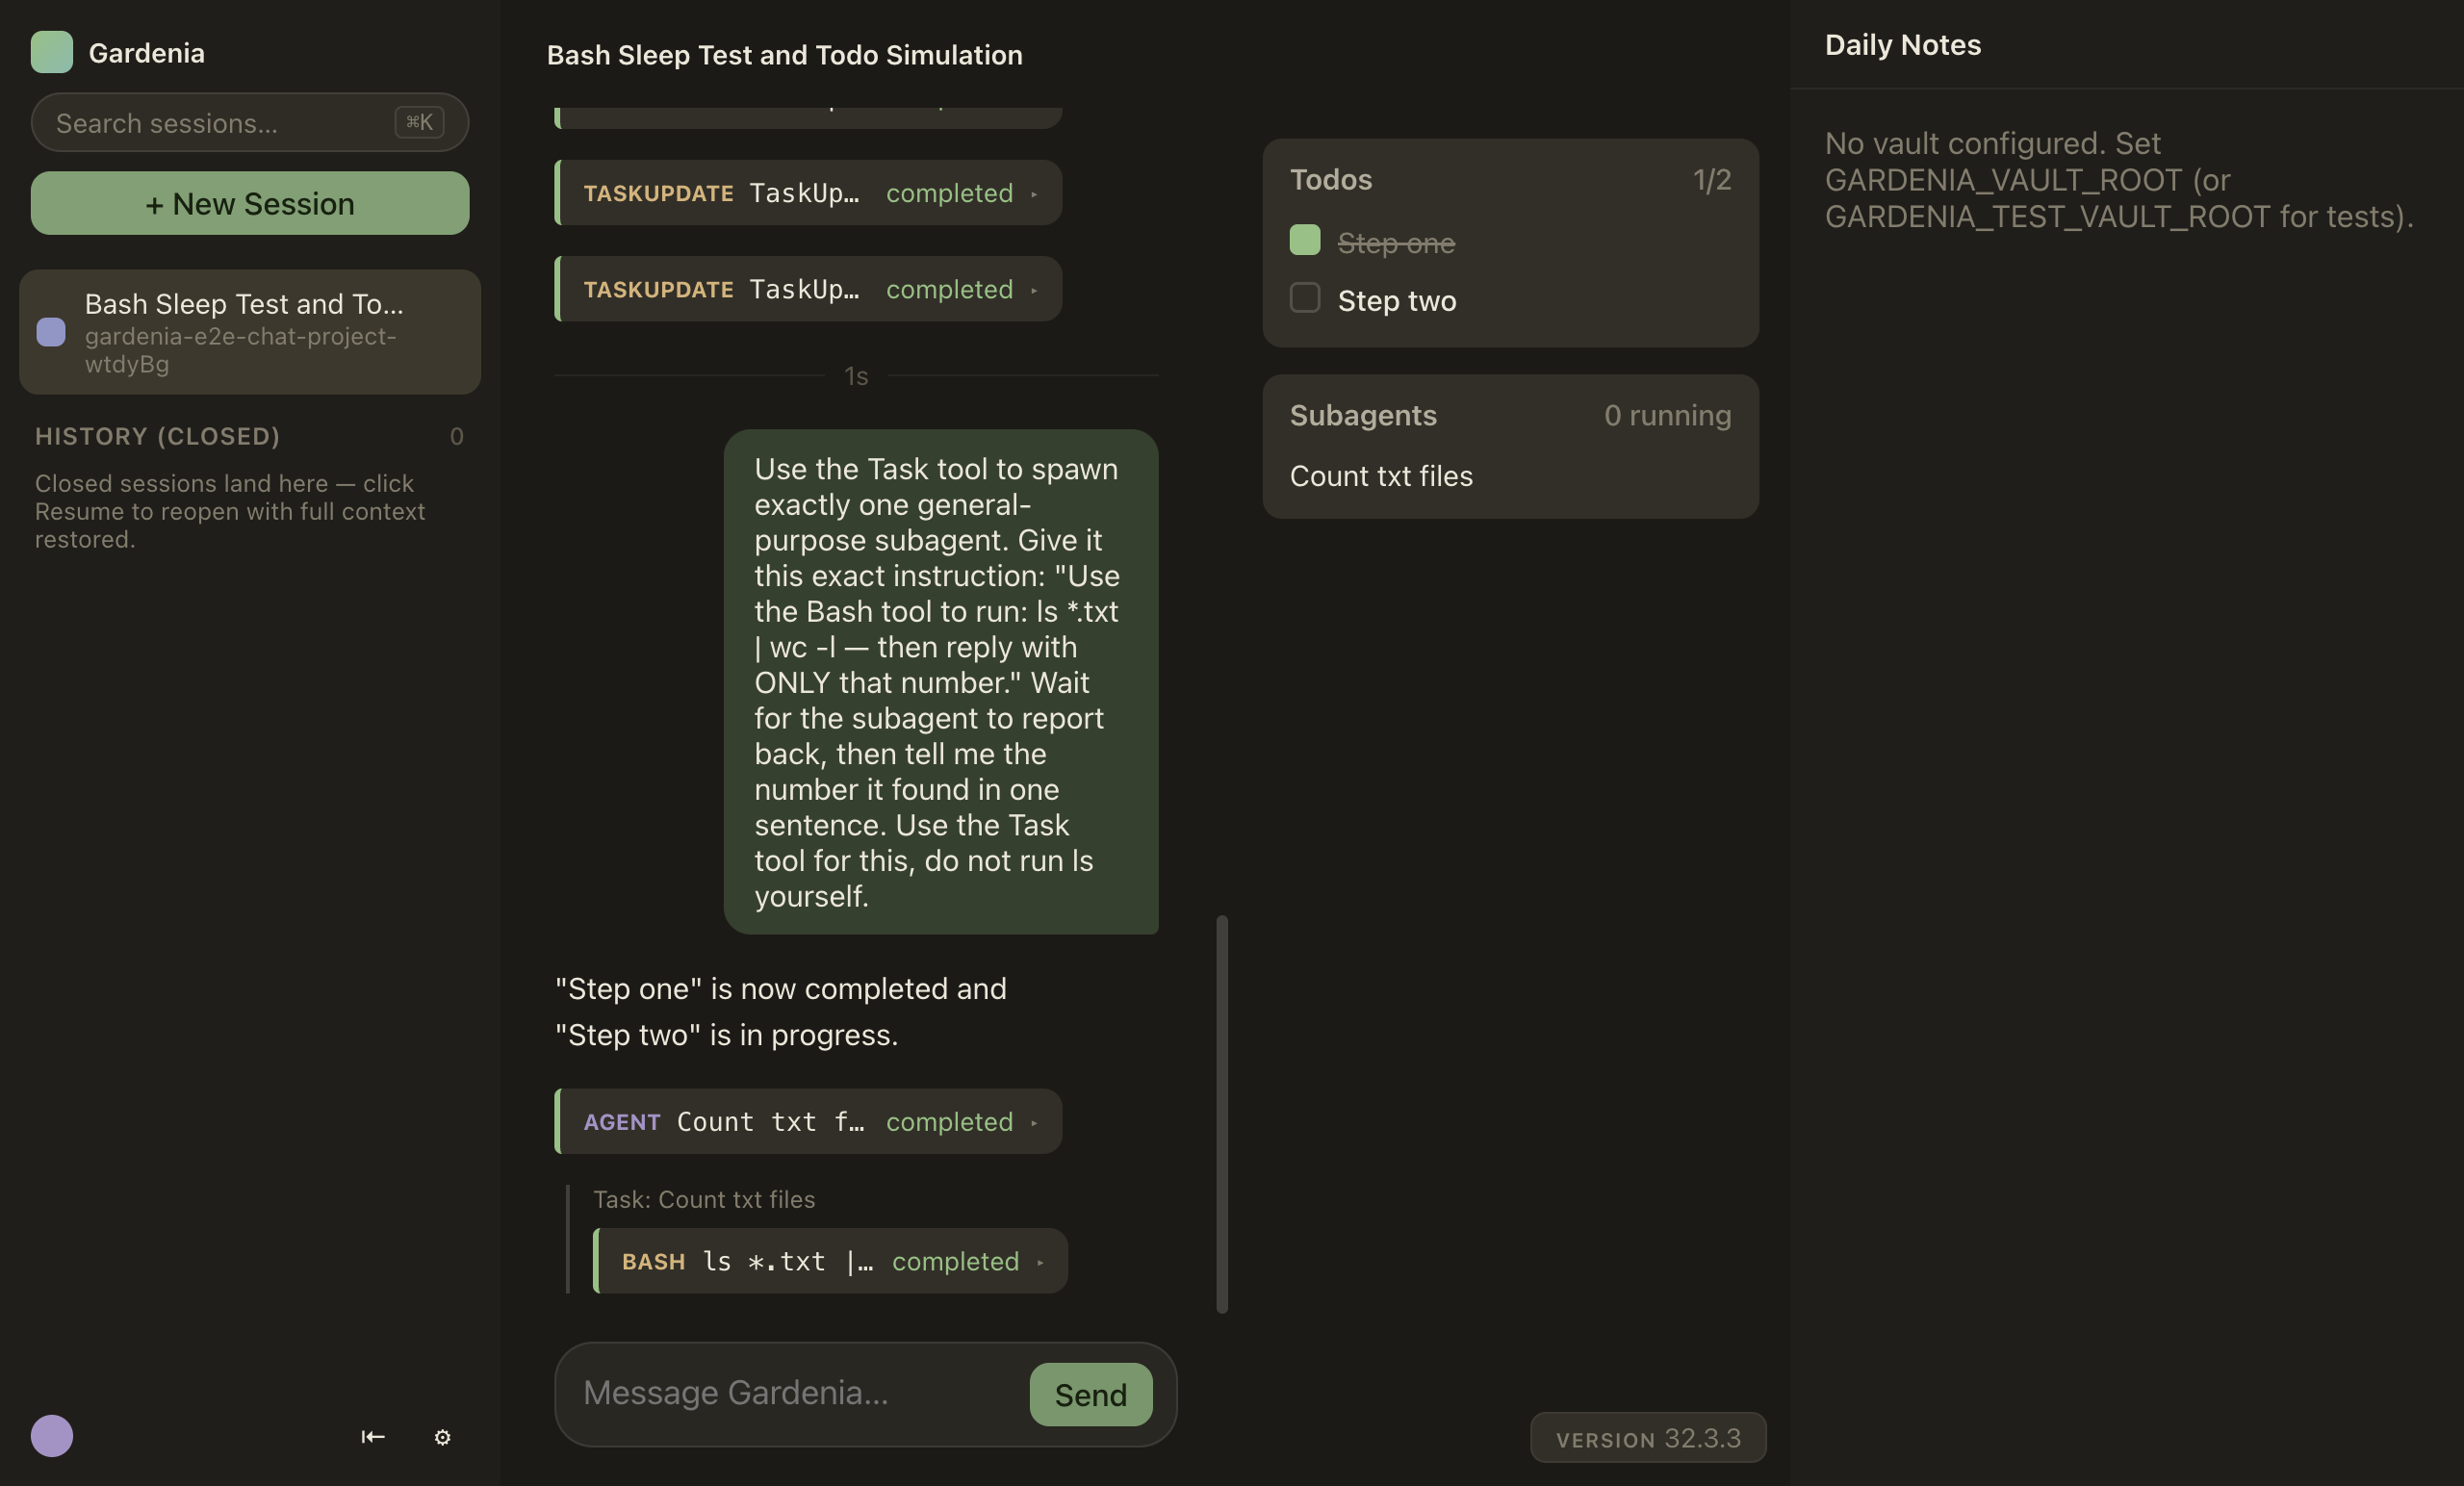 Gardenia
Search sessions...
⌘K
+ New Session
Bash Sleep Test and To...
gardenia-e2e-chat-project-
wtdyBg
HISTORY (CLOSED) 0
Closed sessions land here — click
Resume to reopen with full context
restored.
Bash Sleep Test and Todo Simulation
TASKUPDATE TaskUp… completed
TASKUPDATE TaskUp… completed
1s
Use the Task tool to spawn
exactly one general-
purpose subagent. Give it
this exact instruction: "Use
the Bash tool to run: ls *.txt
| wc -l — then reply with
ONLY that number." Wait
for the subagent to report
back, then tell me the
number it found in one
sentence. Use the Task
tool for this, do not run ls
yourself.
"Step one" is now completed and
"Step two" is in progress.
AGENT Count txt f… completed
Task: Count txt files
BASH ls *.txt |… completed
Message Gardenia...
Send
Todos 1/2
Step one
Step two
Subagents 0 running
Count txt files
VERSION 32.3.3
Daily Notes
No vault configured. Set
GARDENIA_VAULT_ROOT (or
GARDENIA_TEST_VAULT_ROOT for tests).